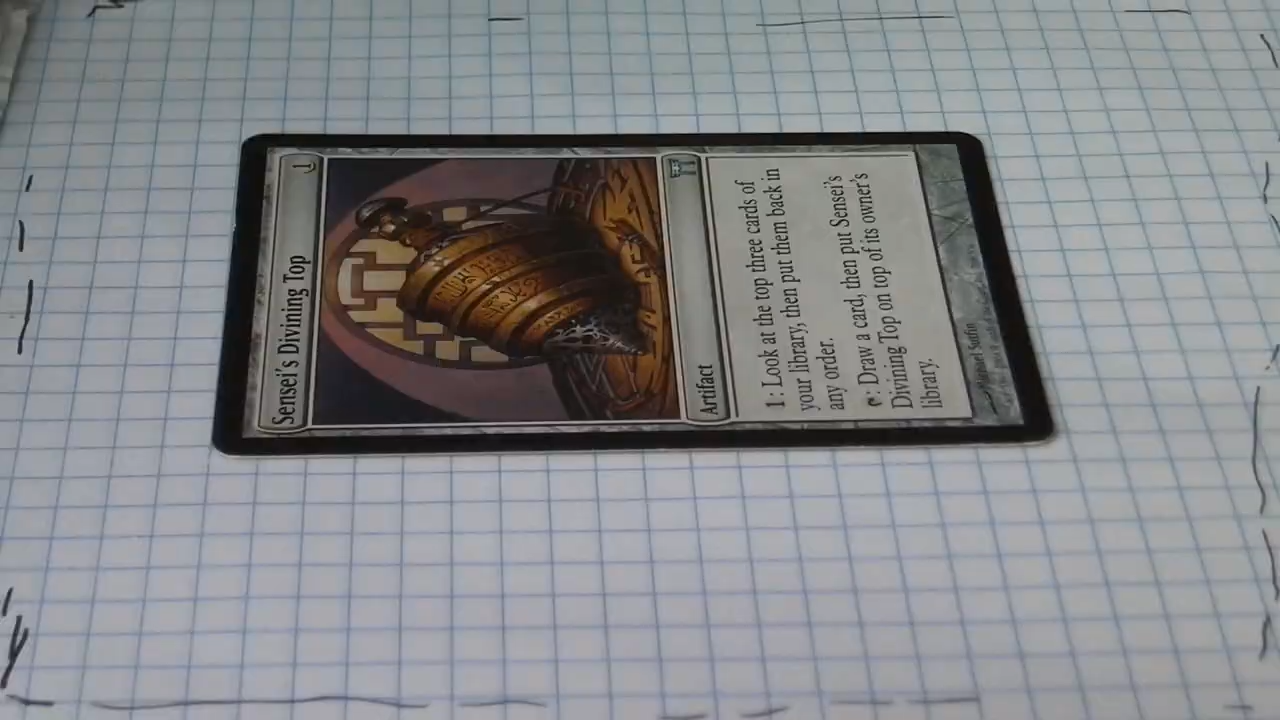 Sensei's Divining Top 1
Artifact
1: Look at the top three cards of
your library, then put them back in
any order.
: Draw a card, then put Sensei's
Divining Top on top of its owner's
library.